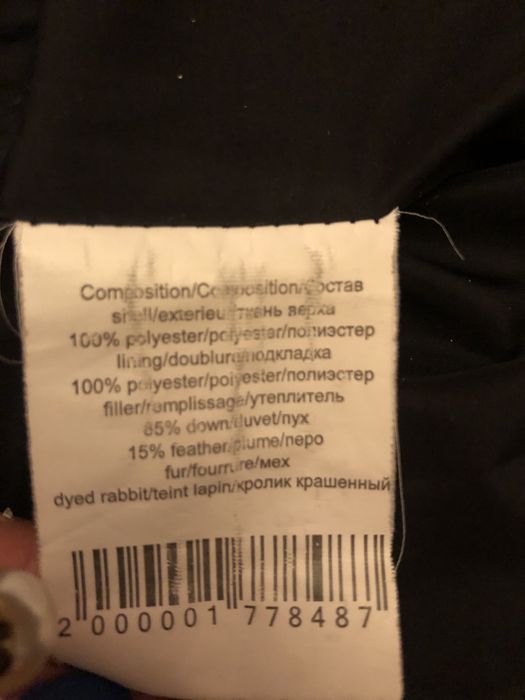 Composition/Composition/Состав
shell/exterieur/ткань верха
100% polyester/polyester/полиэстер
lining/doublure/подкладка
100% polyester/polyester/полиэстер
filler/remplissage/утеплитель
85% down/duvet/пух
15% feather/plume/перо
fur/fourrure/мех
dyed rabbit/teint lapin/кролик крашенный
2 000001 778487